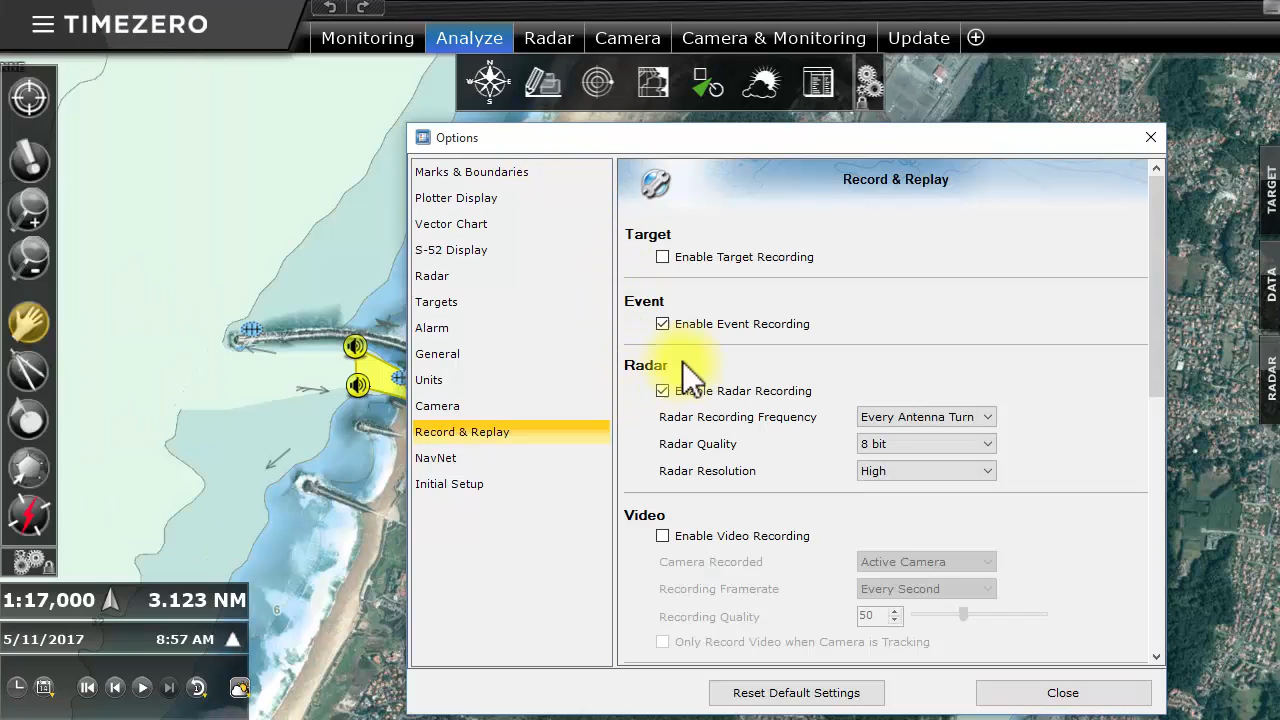 TIMEZERO
Monitoring
Analyze
Radar
Camera
Camera & Monitoring
Update
N
W E
S
Options
Marks & Boundaries
Plotter Display
Vector Chart
S-52 Display
Radar
Targets
Alarm
General
Units
Camera
Record & Replay
NavNet
Initial Setup
Record & Replay
Target
Enable Target Recording
Event
Enable Event Recording
Radar
Enable Radar Recording
Radar Recording Frequency
Every Antenna Turn
Radar Quality
8 bit
Radar Resolution
High
Video
Enable Video Recording
Camera Recorded
Active Camera
Recording Framerate
Every Second
Recording Quality
50
Only Record Video when Camera is Tracking
Reset Default Settings
Close
TARGET
DATA
RADAR
6
1:17,000
3.123 NM
5/11/2017
8:57 AM